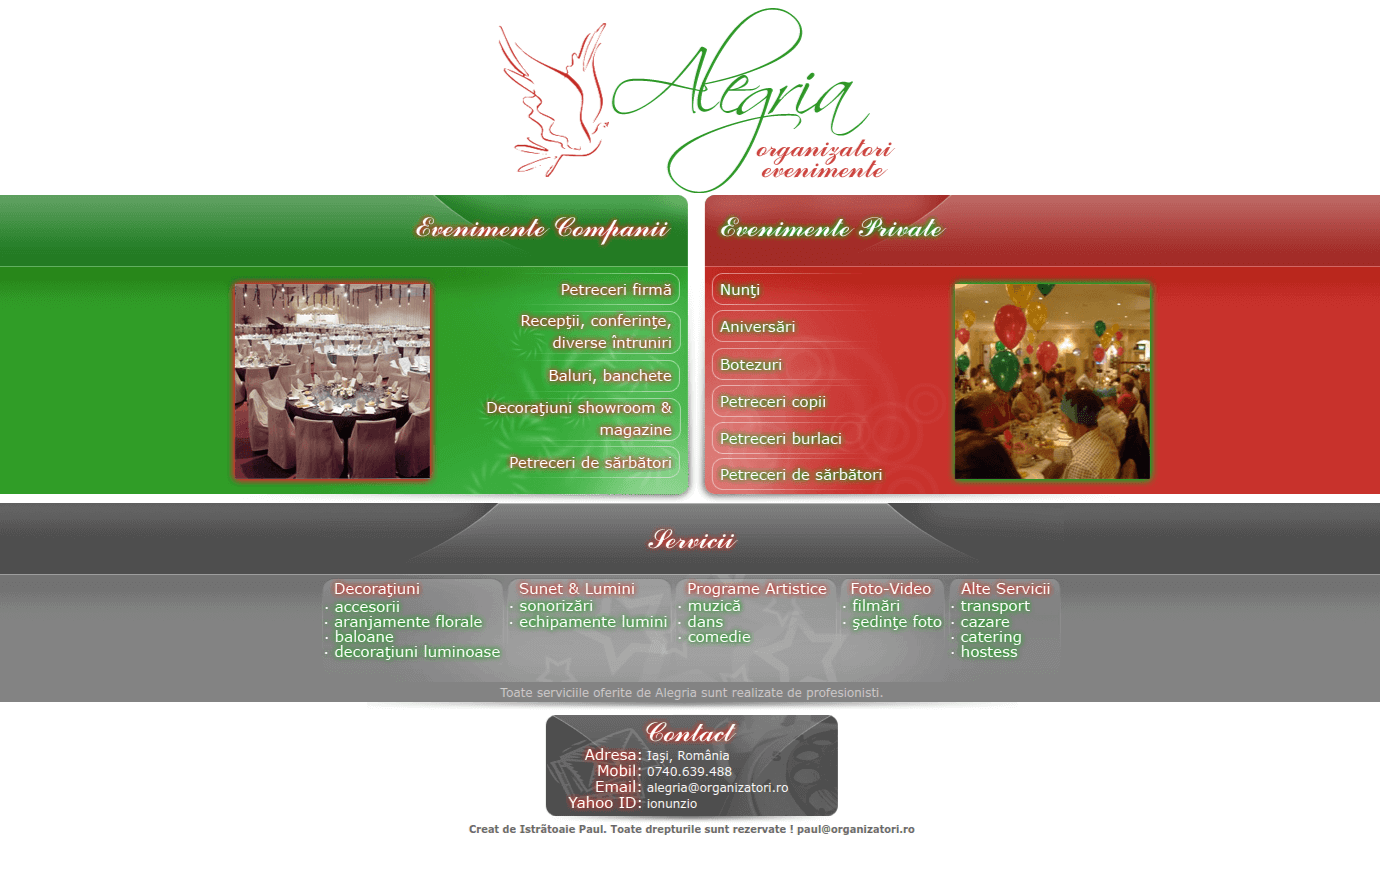 Alegria
organizatori
evenimente
Evenimente Companii
Petreceri firmă
Recepţii, conferinţe,
diverse întruniri
Baluri, banchete
Decoraţiuni showroom &
magazine
Petreceri de sărbători
Evenimente Private
Nunţi
Aniversări
Botezuri
Petreceri copii
Petreceri burlaci
Petreceri de sărbători
Servicii
Decoraţiuni
· accesorii
· aranjamente florale
· baloane
· decoraţiuni luminoase
Sunet & Lumini
· sonorizări
· echipamente lumini
Programe Artistice
· muzică
· dans
· comedie
Foto-Video
· filmări
· şedinţe foto
Alte Servicii
· transport
· cazare
· catering
· hostess
Toate serviciile oferite de Alegria sunt realizate de profesionisti.
Contact
Adresa: Iaşi, România
Mobil: 0740.639.488
Email: alegria@organizatori.ro
Yahoo ID: ionunzio
Creat de Istrãtoaie Paul. Toate drepturile sunt rezervate ! paul@organizatori.ro